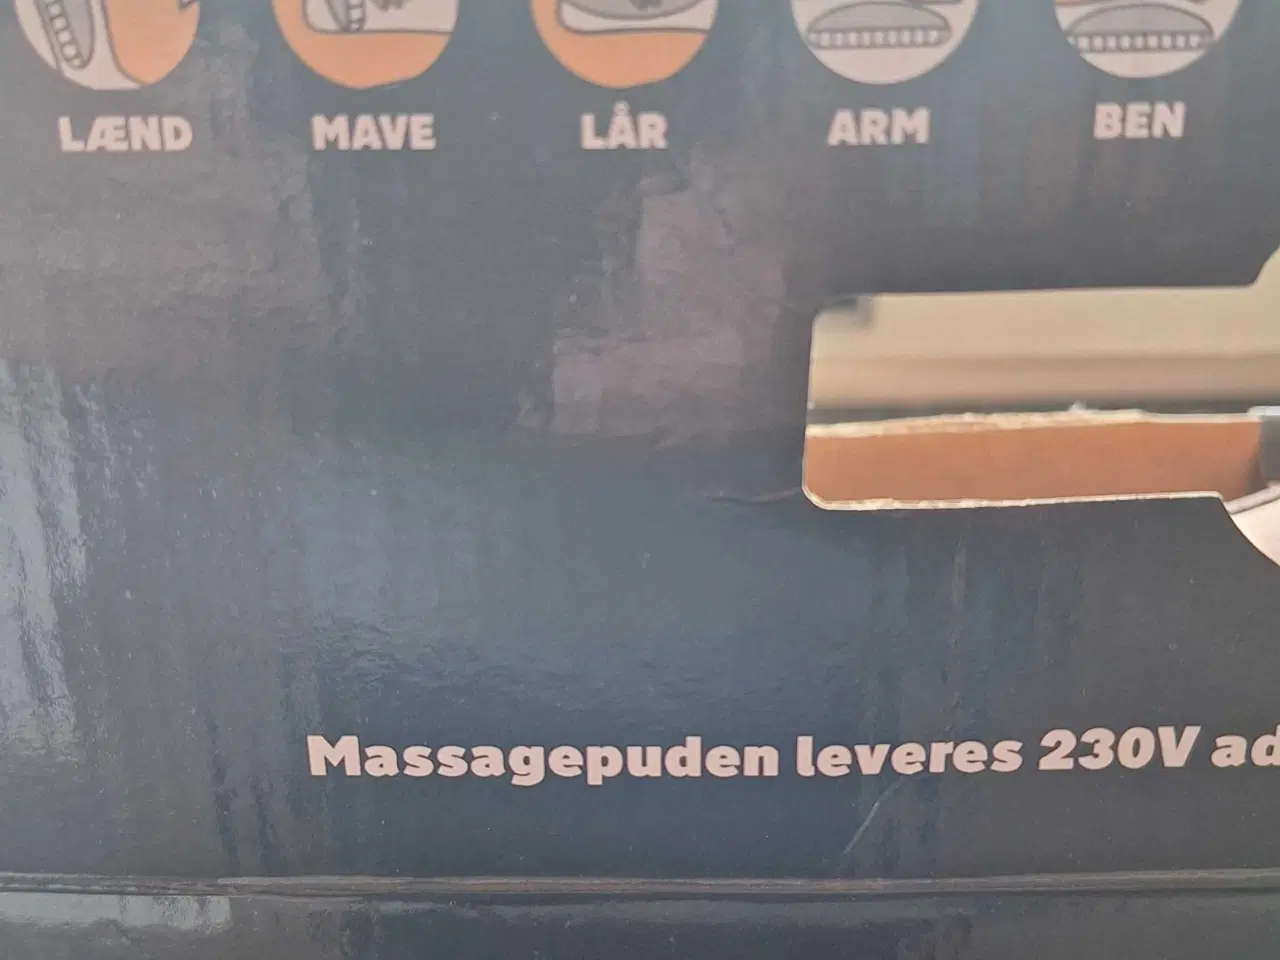 LÆND MAVE LÅR ARM BEN
Massagepuden leveres 230V ad